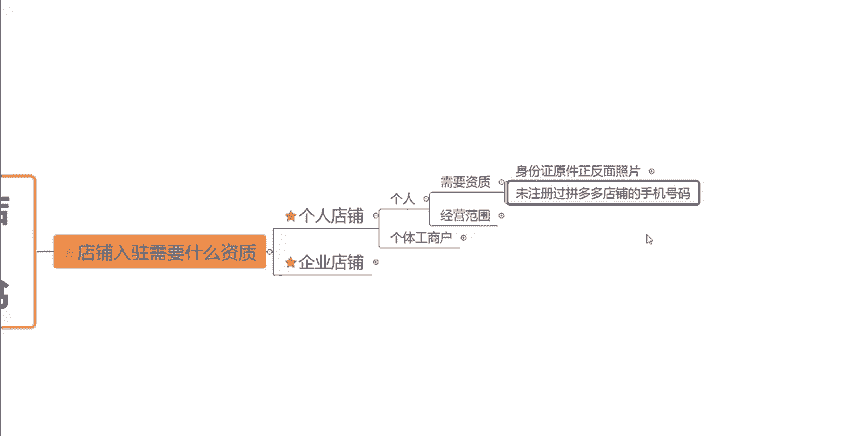 店铺入驻需要什么资质
个人店铺
个人
需要资质
身份证原件正反面照片
未注册过拼多多店铺的手机号码
经营范围
个体工商户
企业店铺